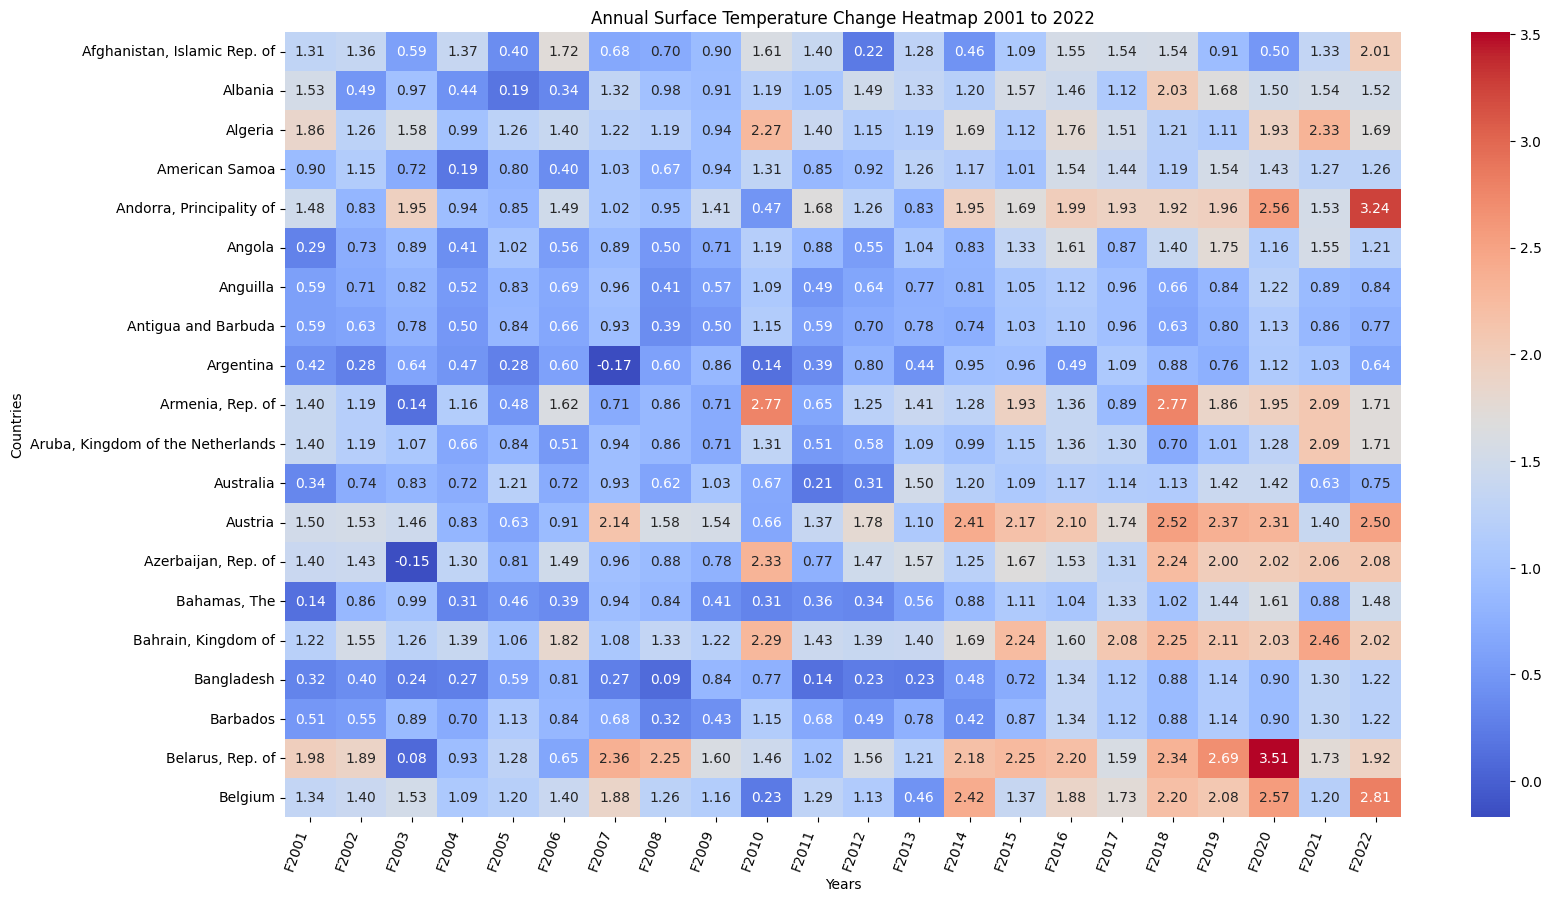 Annual Surface Temperature Change Heatmap 2001 to 2022
Countries
Afghanistan, Islamic Rep. of 1.31 1.36 0.59 1.37 0.40 1.72 0.68 0.70 0.90 1.61 1.40 0.22 1.28 0.46 1.09 1.55 1.54 1.54 0.91 0.50 1.33 2.01
Albania 1.53 0.49 0.97 0.44 0.19 0.34 1.32 0.98 0.91 1.19 1.05 1.49 1.33 1.20 1.57 1.46 1.12 2.03 1.68 1.50 1.54 1.52
Algeria 1.86 1.26 1.58 0.99 1.26 1.40 1.22 1.19 0.94 2.27 1.40 1.15 1.19 1.69 1.12 1.76 1.51 1.21 1.11 1.93 2.33 1.69
American Samoa 0.90 1.15 0.72 0.19 0.80 0.40 1.03 0.67 0.94 1.31 0.85 0.92 1.26 1.17 1.01 1.54 1.44 1.19 1.54 1.43 1.27 1.26
Andorra, Principality of 1.48 0.83 1.95 0.94 0.85 1.49 1.02 0.95 1.41 0.47 1.68 1.26 0.83 1.95 1.69 1.99 1.93 1.92 1.96 2.56 1.53 3.24
Angola 0.29 0.73 0.89 0.41 1.02 0.56 0.89 0.50 0.71 1.19 0.88 0.55 1.04 0.83 1.33 1.61 0.87 1.40 1.75 1.16 1.55 1.21
Anguilla 0.59 0.71 0.82 0.52 0.83 0.69 0.96 0.41 0.57 1.09 0.49 0.64 0.77 0.81 1.05 1.12 0.96 0.66 0.84 1.22 0.89 0.84
Antigua and Barbuda 0.59 0.63 0.78 0.50 0.84 0.66 0.93 0.39 0.50 1.15 0.59 0.70 0.78 0.74 1.03 1.10 0.96 0.63 0.80 1.13 0.86 0.77
Argentina 0.42 0.28 0.64 0.47 0.28 0.60 -0.17 0.60 0.86 0.14 0.39 0.80 0.44 0.95 0.96 0.49 1.09 0.88 0.76 1.12 1.03 0.64
Armenia, Rep. of 1.40 1.19 0.14 1.16 0.48 1.62 0.71 0.86 0.71 2.77 0.65 1.25 1.41 1.28 1.93 1.36 0.89 2.77 1.86 1.95 2.09 1.71
Aruba, Kingdom of the Netherlands 1.40 1.19 1.07 0.66 0.84 0.51 0.94 0.86 0.71 1.31 0.51 0.58 1.09 0.99 1.15 1.36 1.30 0.70 1.01 1.28 2.09 1.71
Australia 0.34 0.74 0.83 0.72 1.21 0.72 0.93 0.62 1.03 0.67 0.21 0.31 1.50 1.20 1.09 1.17 1.14 1.13 1.42 1.42 0.63 0.75
Austria 1.50 1.53 1.46 0.83 0.63 0.91 2.14 1.58 1.54 0.66 1.37 1.78 1.10 2.41 2.17 2.10 1.74 2.52 2.37 2.31 1.40 2.50
Azerbaijan, Rep. of 1.40 1.43 -0.15 1.30 0.81 1.49 0.96 0.88 0.78 2.33 0.77 1.47 1.57 1.25 1.67 1.53 1.31 2.24 2.00 2.02 2.06 2.08
Bahamas, The 0.14 0.86 0.99 0.31 0.46 0.39 0.94 0.84 0.41 0.31 0.36 0.34 0.56 0.88 1.11 1.04 1.33 1.02 1.44 1.61 0.88 1.48
Bahrain, Kingdom of 1.22 1.55 1.26 1.39 1.06 1.82 1.08 1.33 1.22 2.29 1.43 1.39 1.40 1.69 2.24 1.60 2.08 2.25 2.11 2.03 2.46 2.02
Bangladesh 0.32 0.40 0.24 0.27 0.59 0.81 0.27 0.09 0.84 0.77 0.14 0.23 0.23 0.48 0.72 1.34 1.12 0.88 1.14 0.90 1.30 1.22
Barbados 0.51 0.55 0.89 0.70 1.13 0.84 0.68 0.32 0.43 1.15 0.68 0.49 0.78 0.42 0.87 1.34 1.12 0.88 1.14 0.90 1.30 1.22
Belarus, Rep. of 1.98 1.89 0.08 0.93 1.28 0.65 2.36 2.25 1.60 1.46 1.02 1.56 1.21 2.18 2.25 2.20 1.59 2.34 2.69 3.51 1.73 1.92
Belgium 1.34 1.40 1.53 1.09 1.20 1.40 1.88 1.26 1.16 0.23 1.29 1.13 0.46 2.42 1.37 1.88 1.73 2.20 2.08 2.57 1.20 2.81
F2001 F2002 F2003 F2004 F2005 F2006 F2007 F2008 F2009 F2010 F2011 F2012 F2013 F2014 F2015 F2016 F2017 F2018 F2019 F2020 F2021 F2022
Years
3.5
3.0
2.5
2.0
1.5
1.0
0.5
0.0